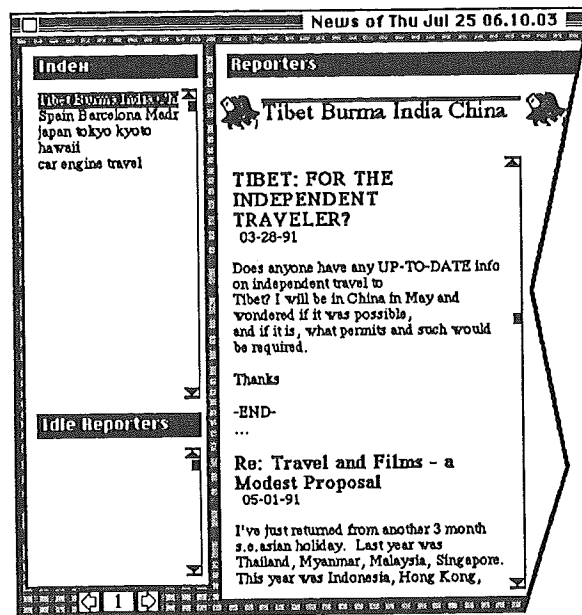 News of Thu Jul 25 06.10.03
Index
Tibet Burma India Ch
Spain Barcelona Madr
japan tokyo kyoto
hawaii
car engine travel
Idle Reporters
1
Reporters
Tibet Burma India China
TIBET: FOR THE
INDEPENDENT
TRAVELER?
03-28-91
Does anyone have any UP-TO-DATE info
on independent travel to
Tibet? I will be in China in May and
wondered if it was possible,
and if it is, what permits and such would
be required.
Thanks
-END-
...
Re: Travel and Films - a
Modest Proposal
05-01-91
I've just returned from another 3 month
s.e.asian holiday. Last year was
Thailand, Myanmar, Malaysia, Singapore.
This year was Indonesia, Hong Kong,